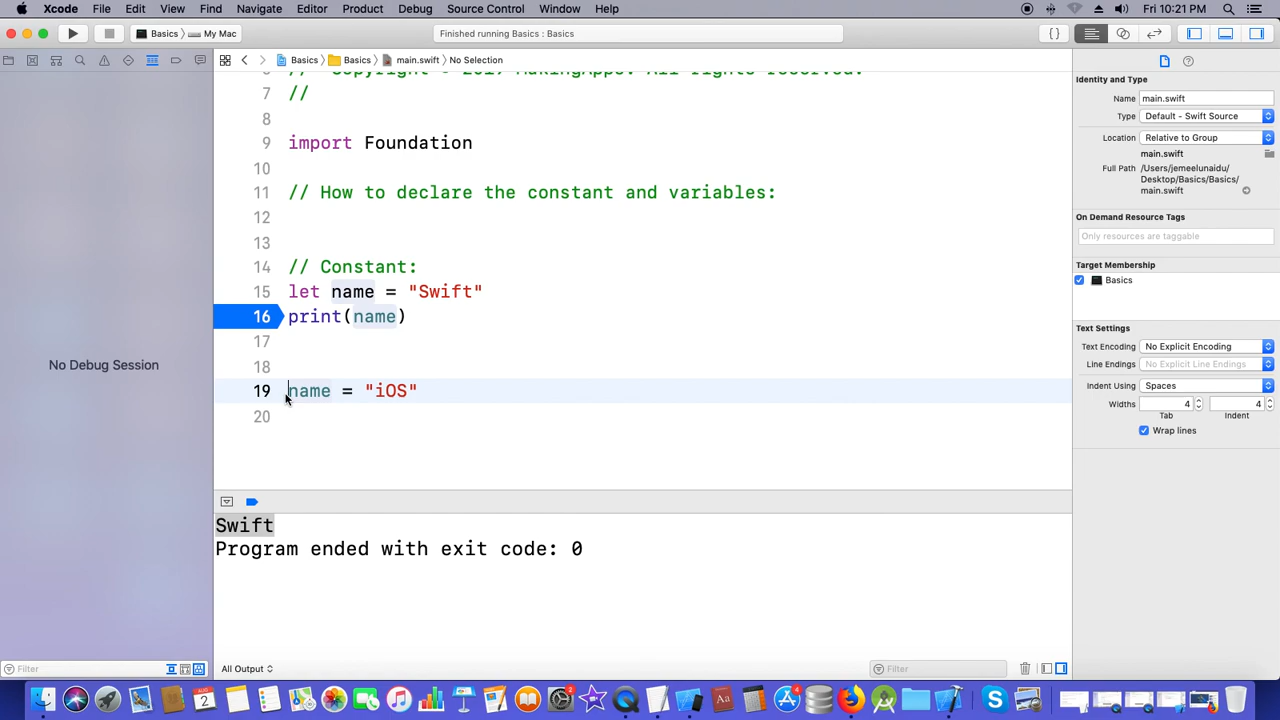 Xcode File Edit View Find Navigate Editor Product Debug Source Control Window Help Fri 10:21 PM
Basics 〉 My Mac Finished running Basics : Basics { }
Basics 〉 Basics 〉 main.swift 〉 No Selection
6 // Copyright © 2019 MakingApps. All rights reserved.
7 //
8
9 import Foundation
10
11 // How to declare the constant and variables:
12
13
14 // Constant:
15 let name = "Swift"
16 print(name)
17
18
19 name = "iOS"
20
No Debug Session
Filter
Swift
Program ended with exit code: 0
All Output
Filter
Identity and Type
Name main.swift
Type Default - Swift Source
Location Relative to Group
main.swift
Full Path /Users/jemeelunaidu/
Desktop/Basics/Basics/
main.swift
On Demand Resource Tags
Only resources are taggable
Target Membership
Basics
Text Settings
Text Encoding No Explicit Encoding
Line Endings No Explicit Line Endings
Indent Using Spaces
Widths 4 4
Tab Indent
Wrap lines